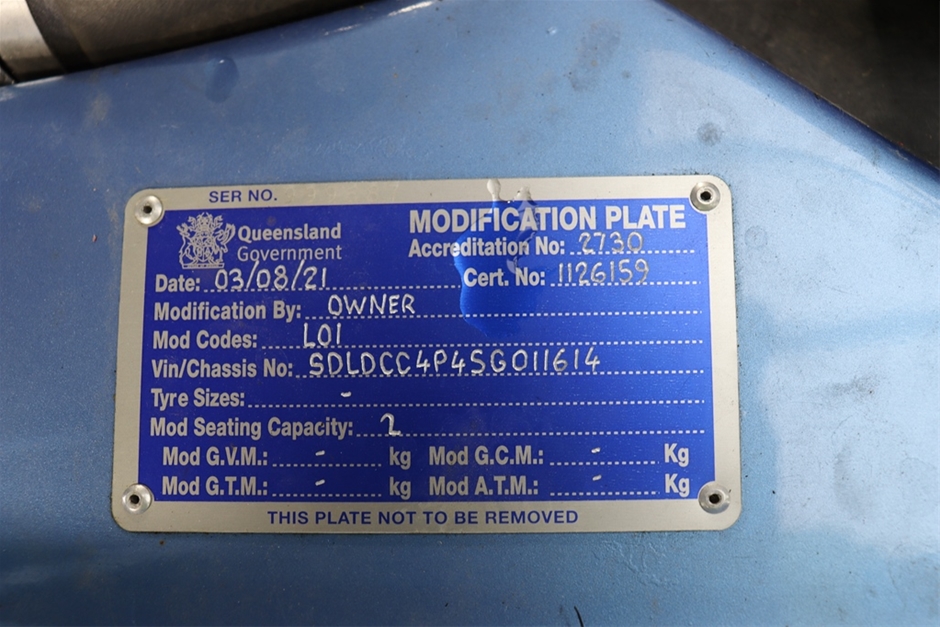 SER NO.
Queensland
Government
MODIFICATION PLATE
Accreditation No: 2730
Date: 03/08/21 Cert. No: 1126159
Modification By: OWNER
Mod Codes: LO1
Vin/Chassis No: SDLDCC4P4SG011614
Tyre Sizes: -
Mod Seating Capacity: 2
Mod G.V.M.: - kg Mod G.C.M.: - Kg
Mod G.T.M.: - kg Mod A.T.M.: - Kg
THIS PLATE NOT TO BE REMOVED